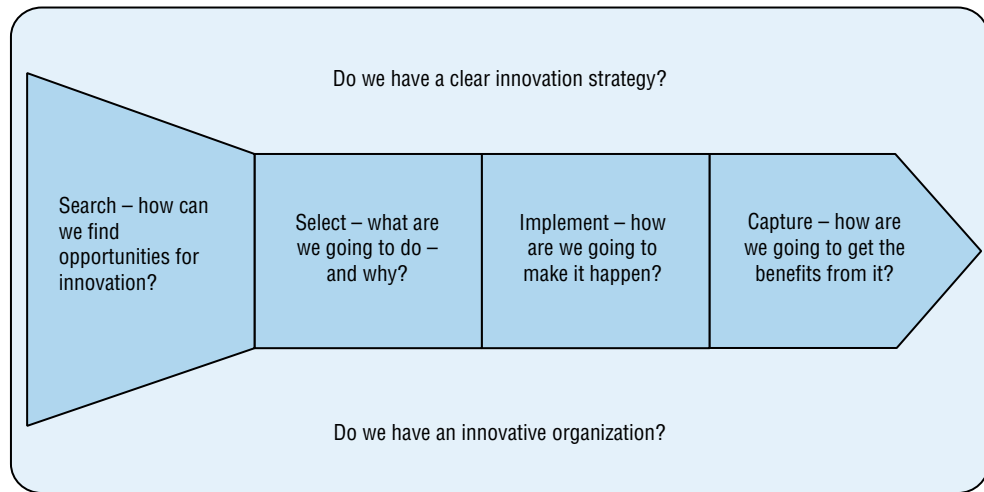 Do we have a clear innovation strategy?
Search – how can
we find
opportunities for
innovation?
Select – what are
we going to do –
and why?
Implement – how
are we going to
make it happen?
Capture – how are
we going to get the
benefits from it?
Do we have an innovative organization?